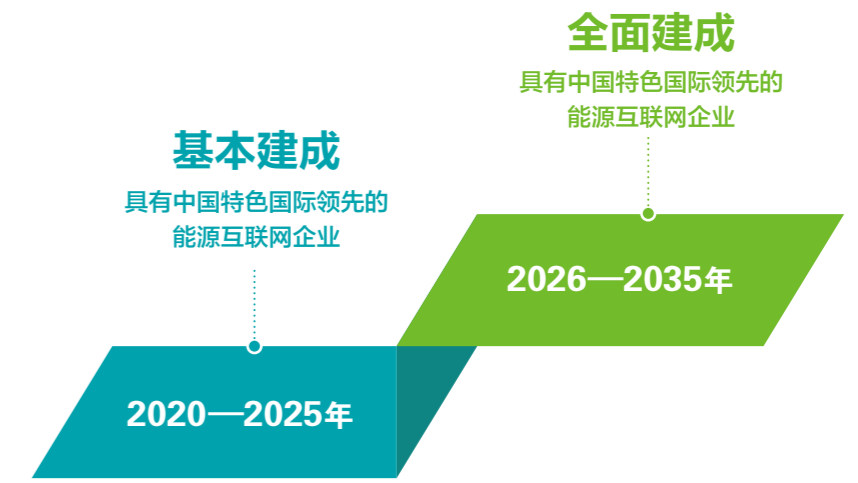 全面建成
具有中国特色国际领先的
能源互联网企业
基本建成
具有中国特色国际领先的
能源互联网企业
2026—2035年
2020—2025年